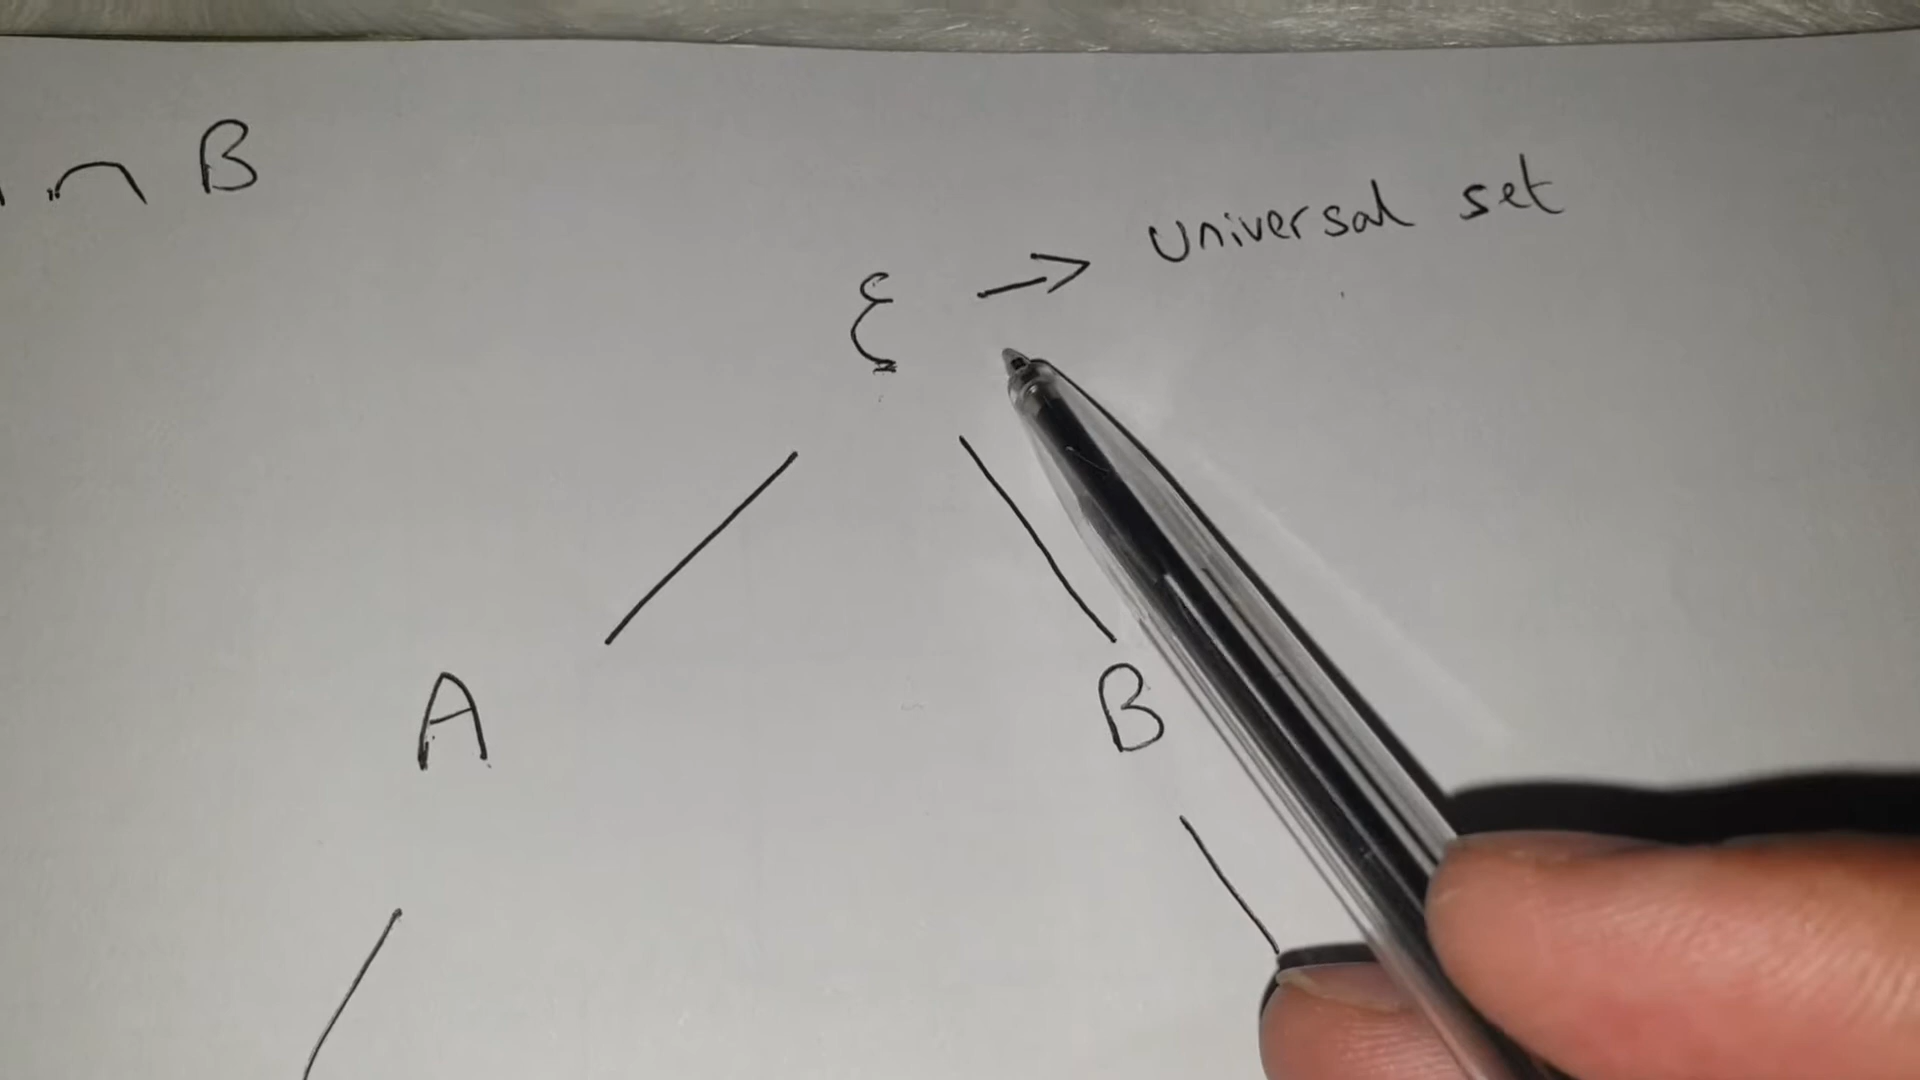 ∩ B
ξ → Universal set
A B